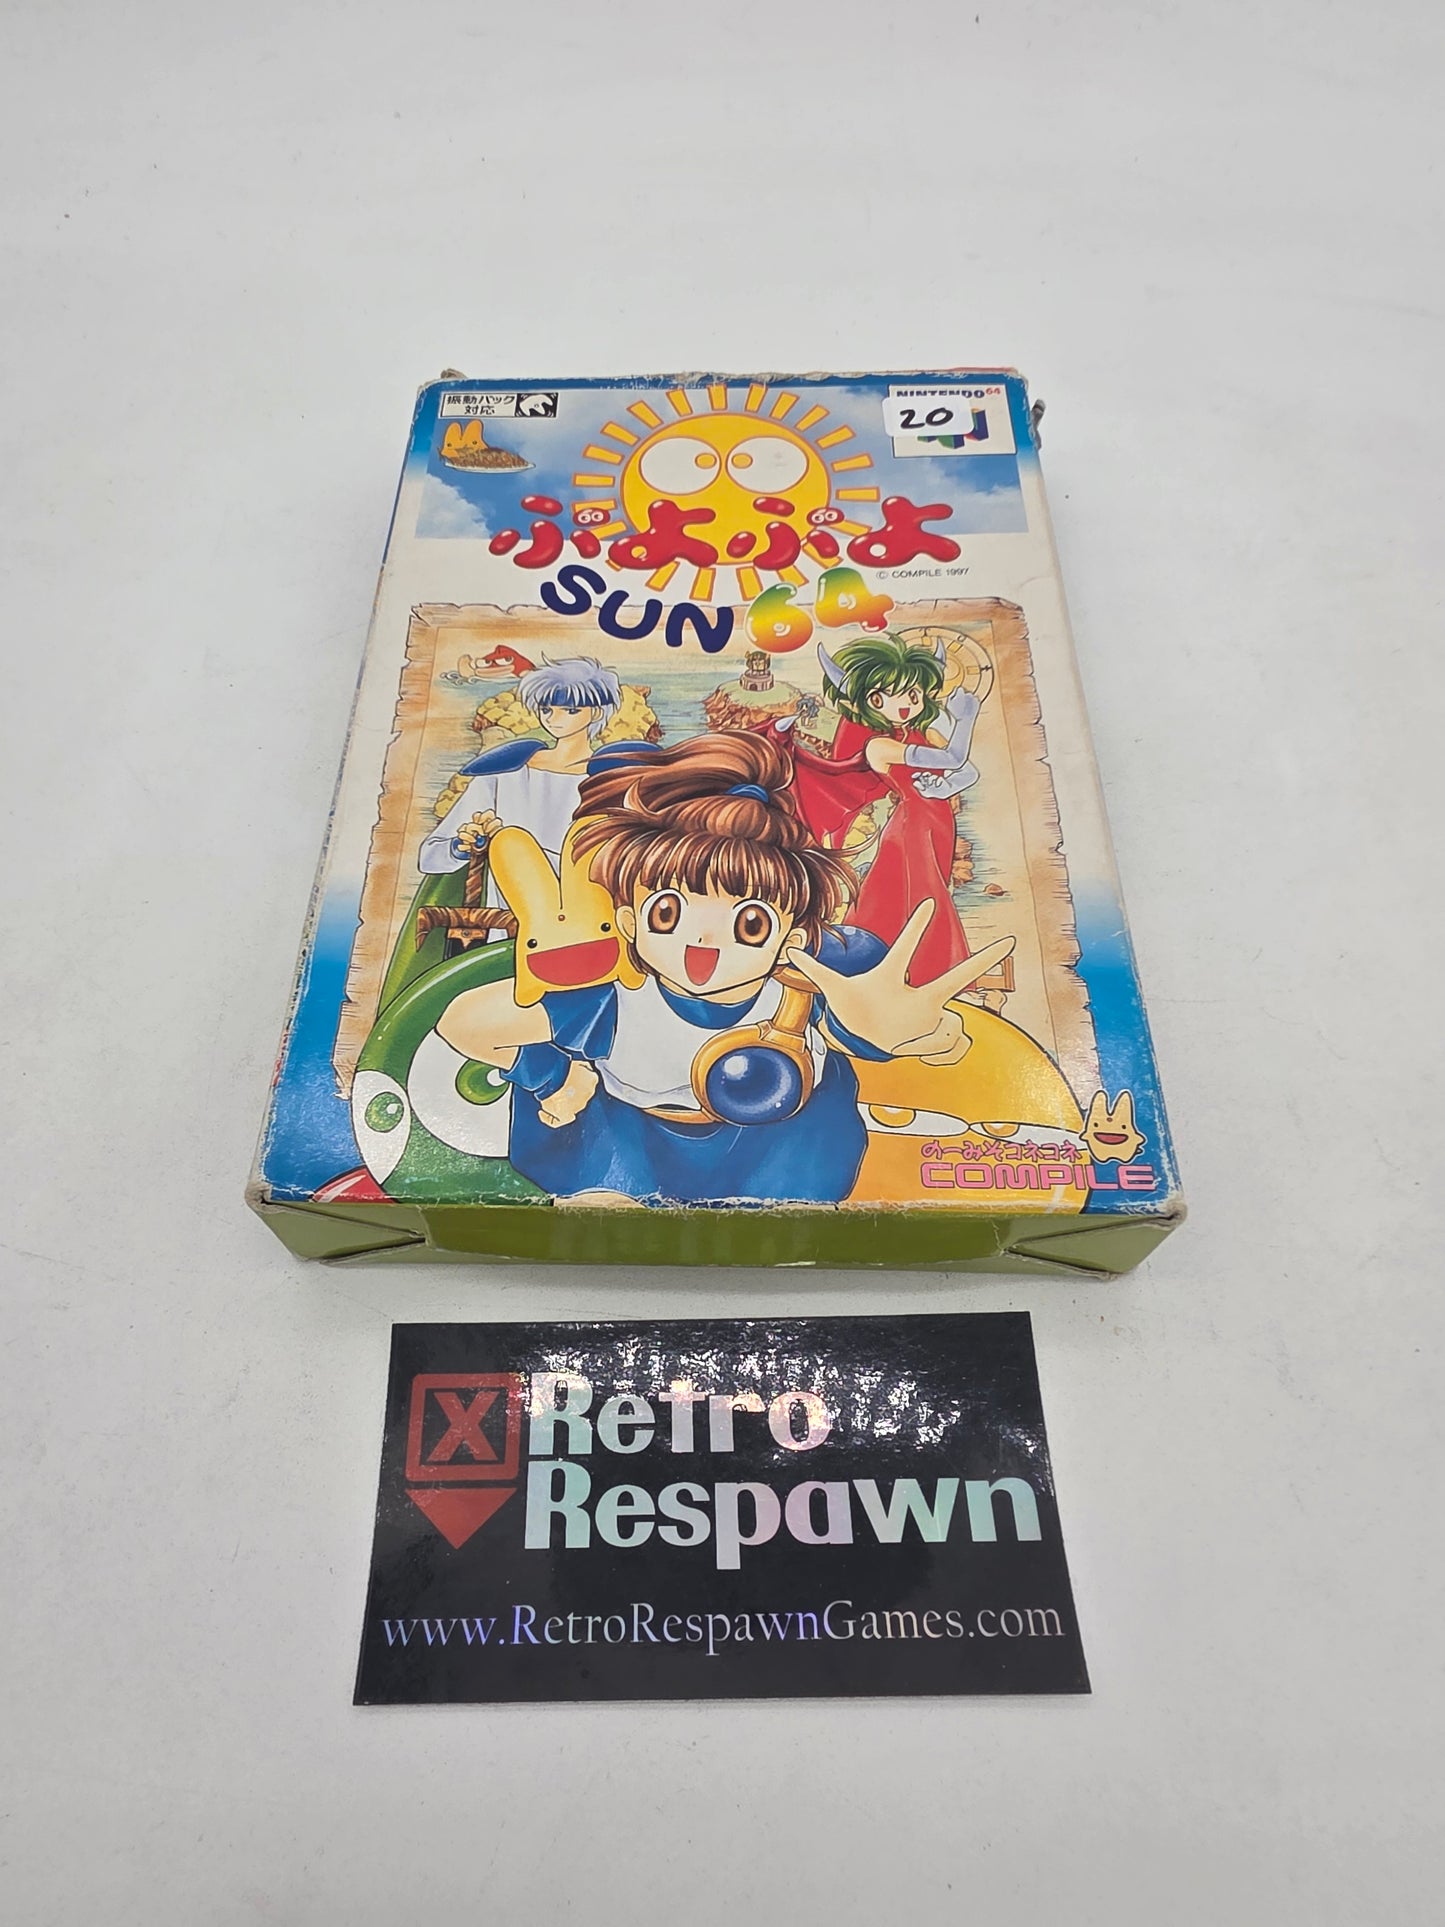 振動パック
対応
NINTENDO64
20
ぷよぷよ
© COMPILE 1997
SUN 64
のーみそコネコネ
COMPILE
X Retro
Respawn
www.RetroRespawnGames.com